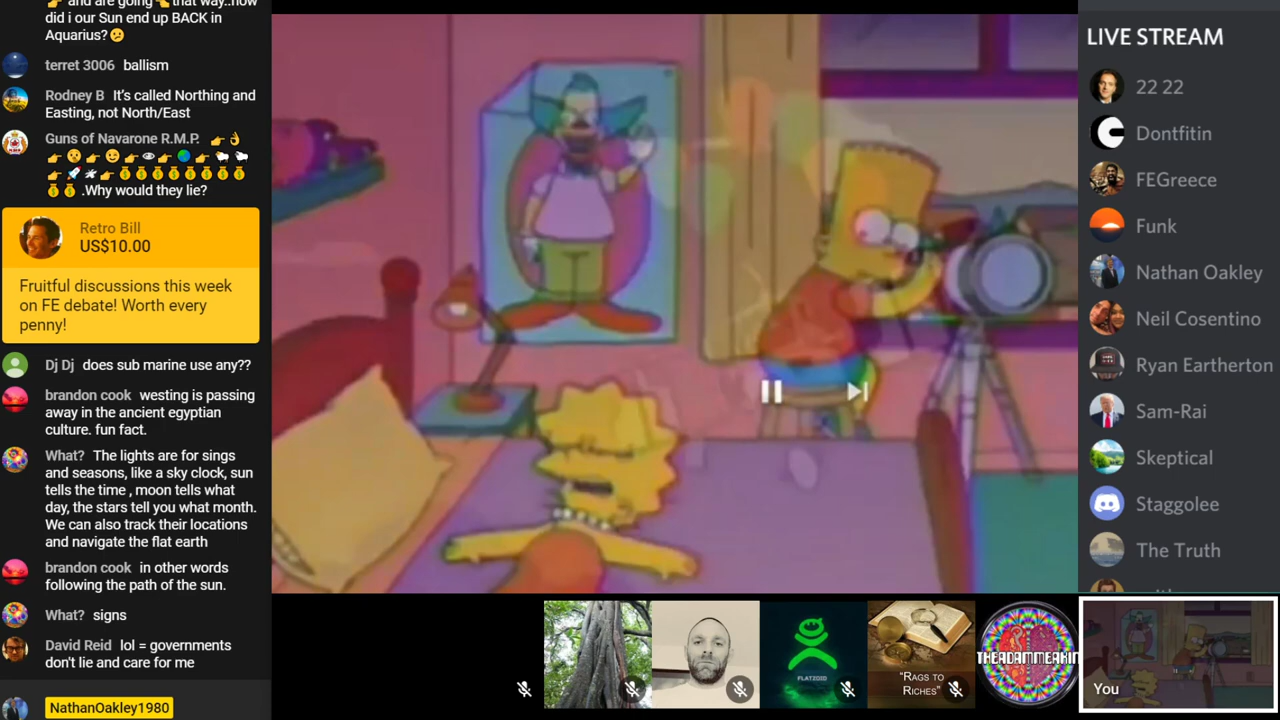 👉 and are going 👈 that way..how
did i our Sun end up BACK in
Aquarius?😕
terret 3006 ballism
Rodney B It's called Northing and
Easting, not North/East
Guns of Navarone R.M.P. 👉👌
👉😮👉😉👉👁👉🌍👉🐑🐑
👉🚀🛰👉💰💰💰💰💰💰💰
💰💰 .Why would they lie?
Retro Bill
US$10.00
Fruitful discussions this week
on FE debate! Worth every
penny!
Dj Dj does sub marine use any??
brandon cook westing is passing
away in the ancient egyptian
culture. fun fact.
What? The lights are for sings
and seasons, like a sky clock, sun
tells the time , moon tells what
day, the stars tell you what month.
We can also track their locations
and navigate the flat earth
brandon cook in other words
following the path of the sun.
What? signs
David Reid lol = governments
don't lie and care for me
NathanOakley1980
FLATZOID
"RAGS TO
RICHES"
THEADAMMEAKIN
You
LIVE STREAM
22 22
Dontfitin
FEGreece
Funk
Nathan Oakley
Neil Cosentino
Ryan Eartherton
Sam-Rai
Skeptical
Staggolee
The Truth